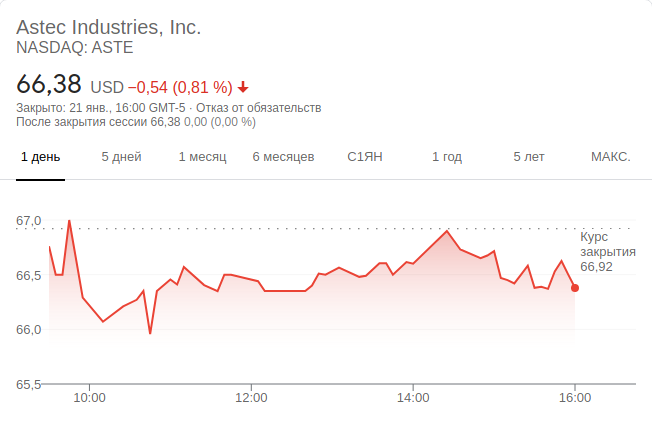 Astec Industries, Inc.
NASDAQ: ASTE
66,38 USD −0,54 (0,81 %)
Закрыто: 21 янв., 16:00 GMT-5 · Отказ от обязательств
После закрытия сессии 66,38 0,00 (0,00 %)
1 день 5 дней 1 месяц 6 месяцев С1ЯН 1 год 5 лет МАКС.
67,0
Курс
закрытия
66,92
66,5
66,0
65,5
10:00 12:00 14:00 16:00